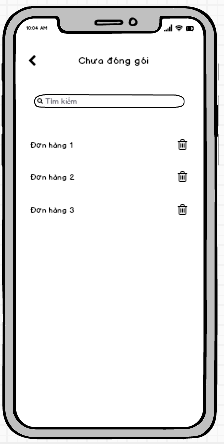 10:04 AM
Chưa đóng gói
Tìm kiếm
Đơn hàng 1
Đơn hàng 2
Đơn hàng 3